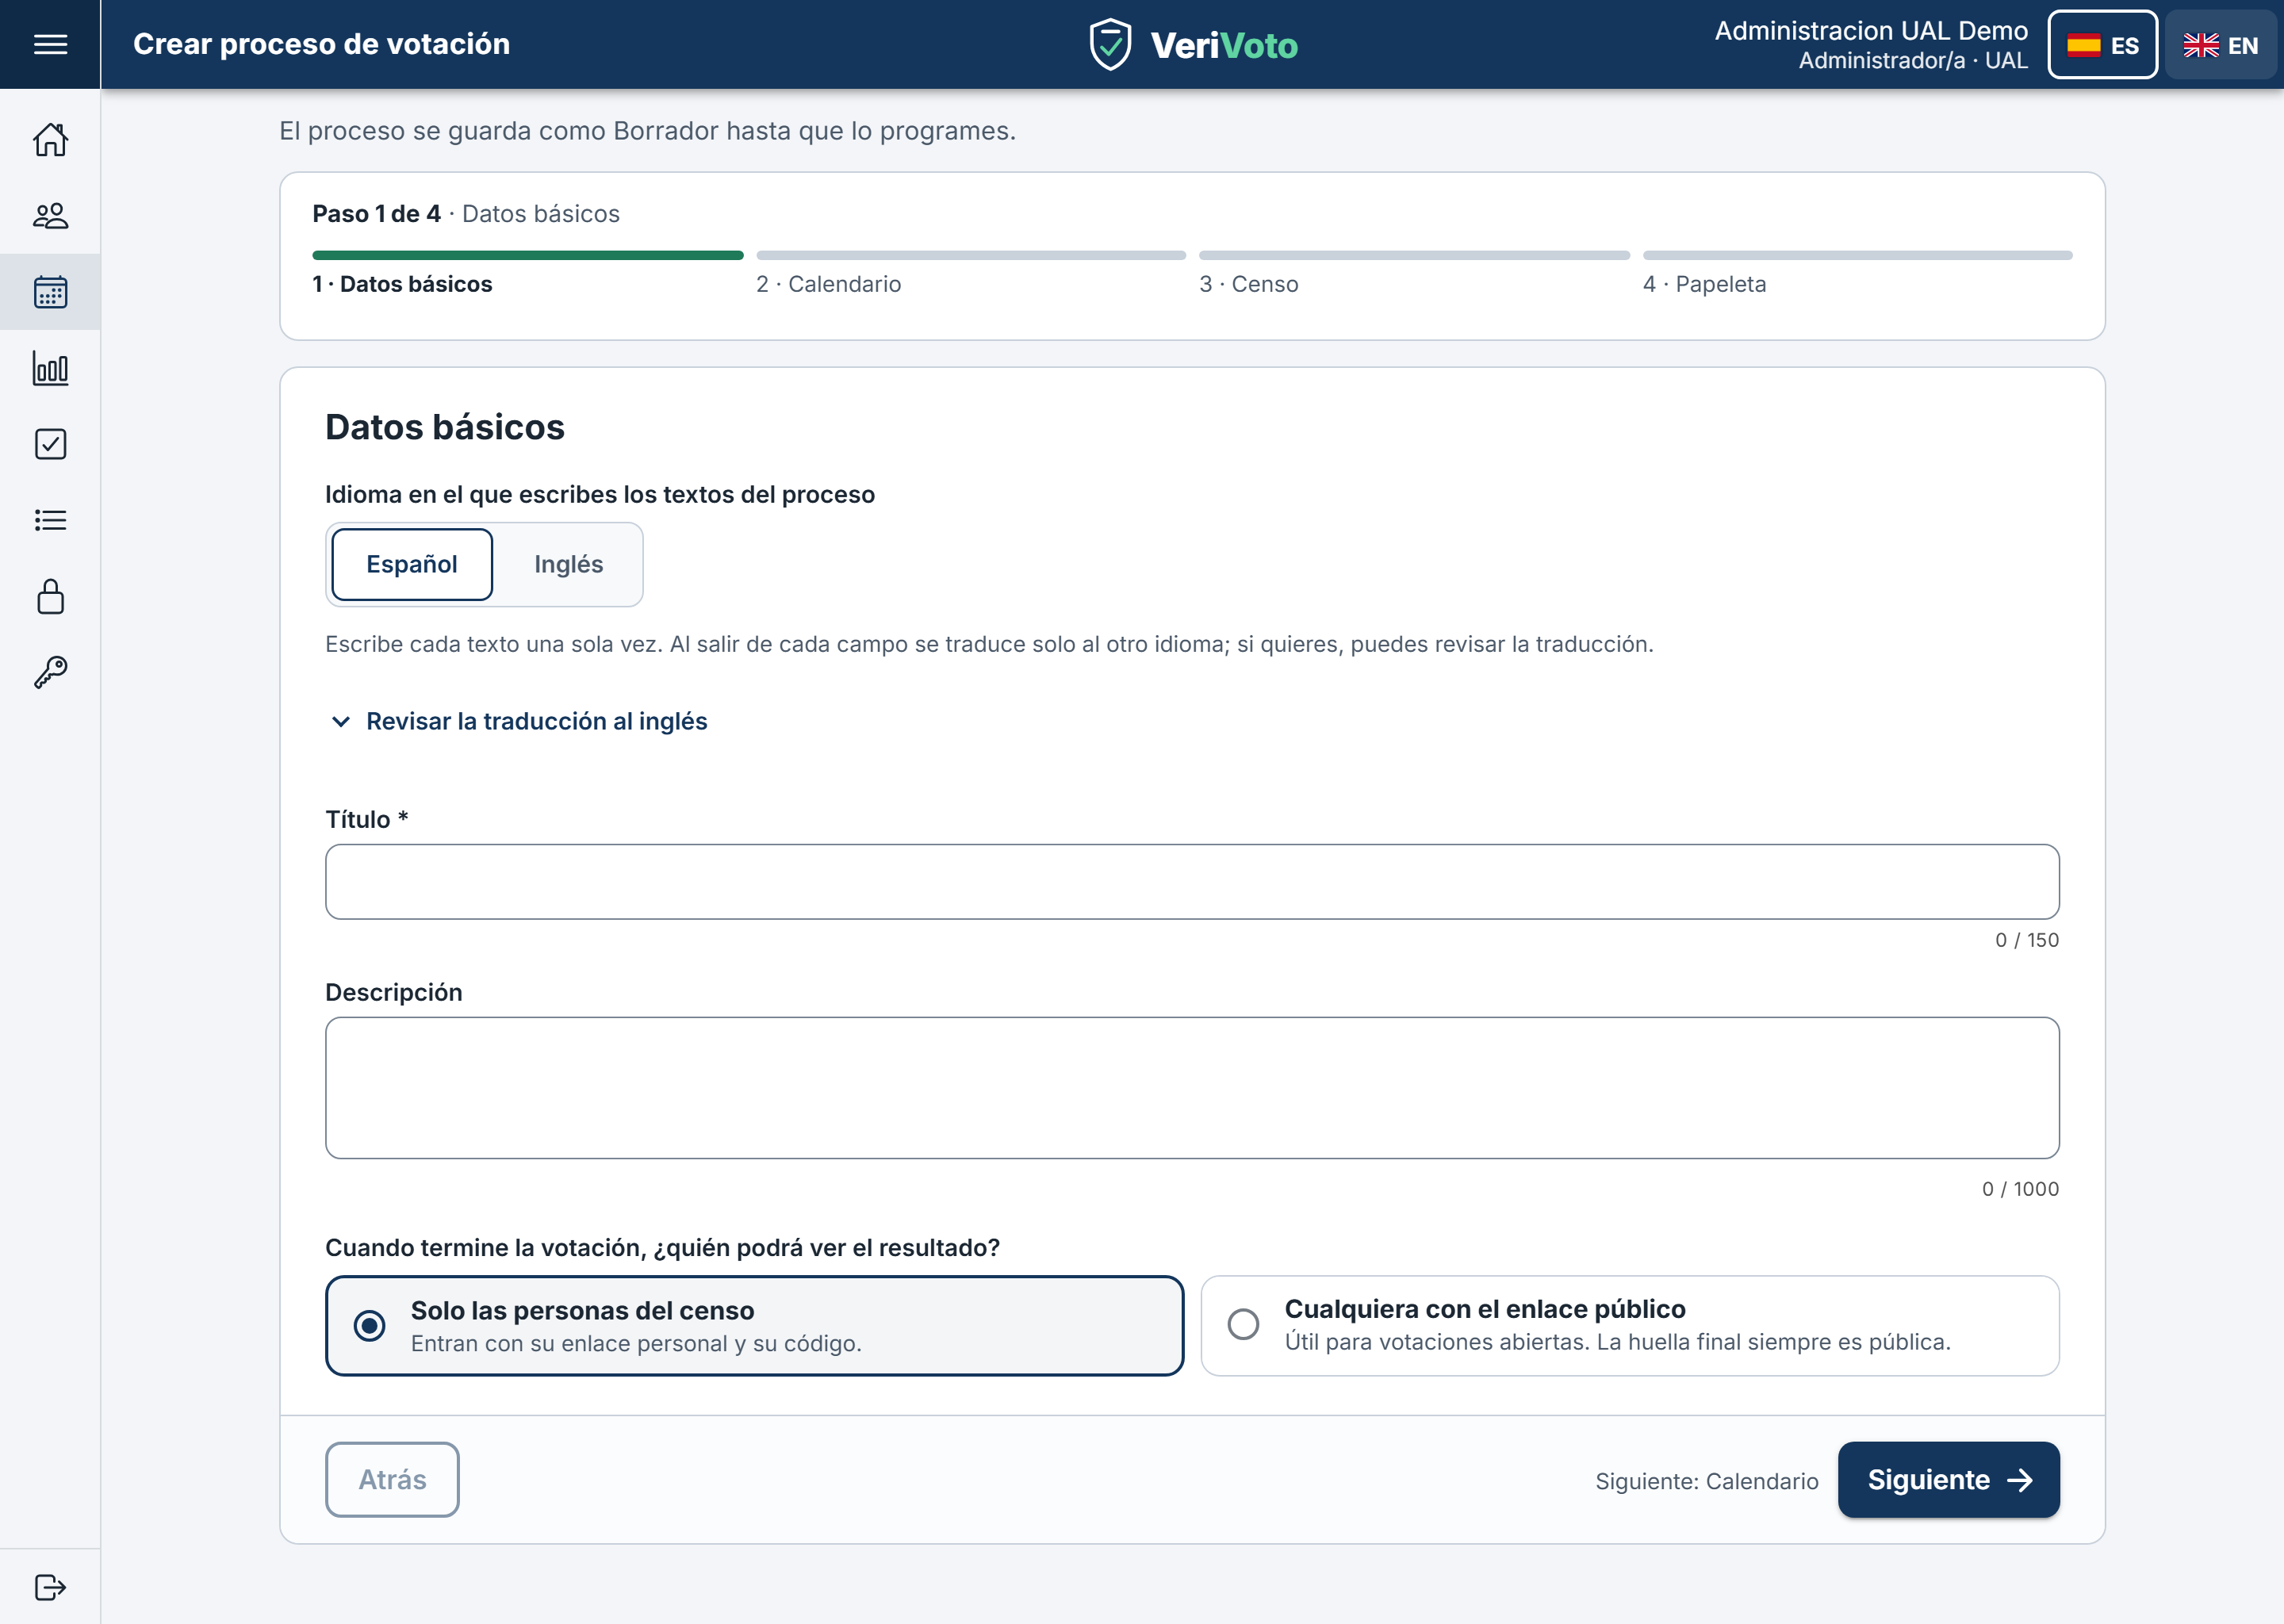 Crear proceso de votación
VeriVoto
Administracion UAL Demo
Administrador/a · UAL
ES
EN
El proceso se guarda como Borrador hasta que lo programes.
Paso 1 de 4 · Datos básicos
1 · Datos básicos
2 · Calendario
3 · Censo
4 · Papeleta
Datos básicos
Idioma en el que escribes los textos del proceso
Español
Inglés
Escribe cada texto una sola vez. Al salir de cada campo se traduce solo al otro idioma; si quieres, puedes revisar la traducción.
Revisar la traducción al inglés
Título *
0 / 150
Descripción
0 / 1000
Cuando termine la votación, ¿quién podrá ver el resultado?
Solo las personas del censo
Entran con su enlace personal y su código.
Cualquiera con el enlace público
Útil para votaciones abiertas. La huella final siempre es pública.
Atrás
Siguiente: Calendario
Siguiente